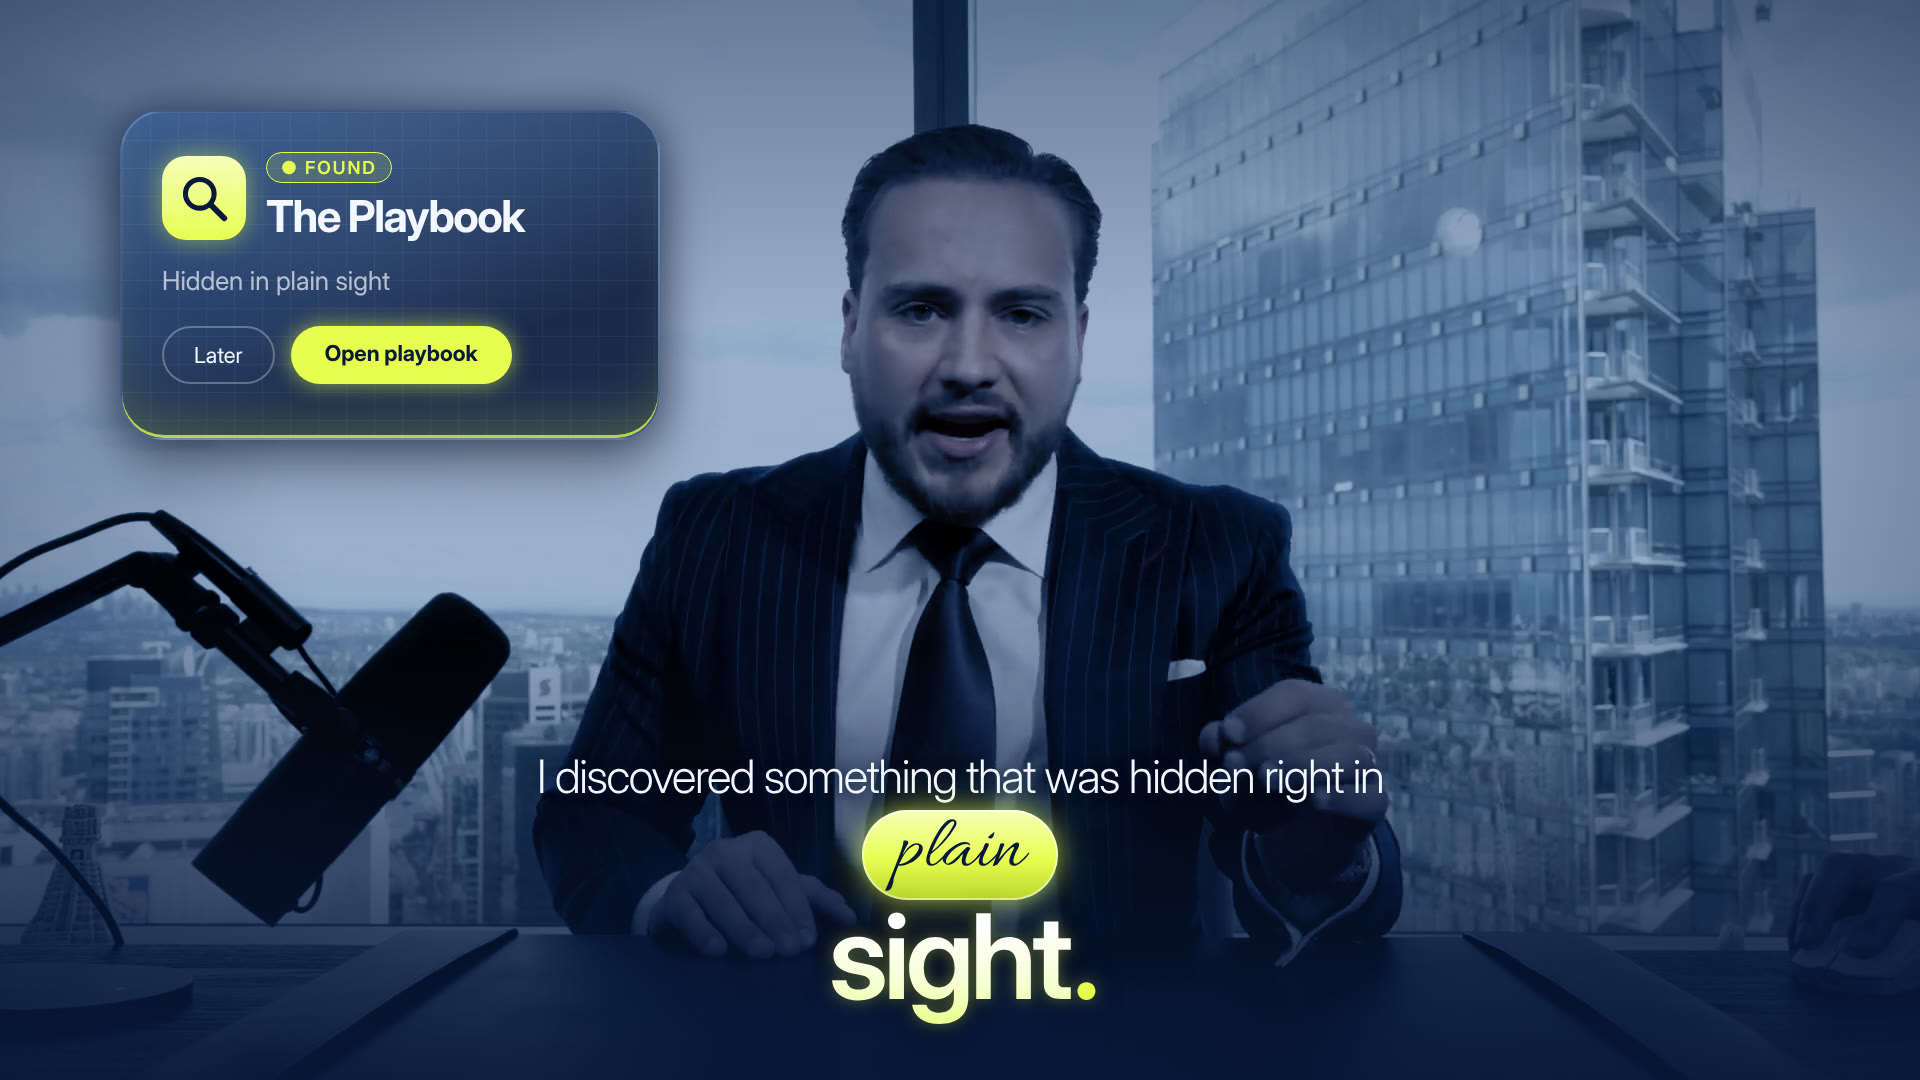 FOUND
The Playbook
Hidden in plain sight
Later
Open playbook
I discovered something that was hidden right in
plain
sight.